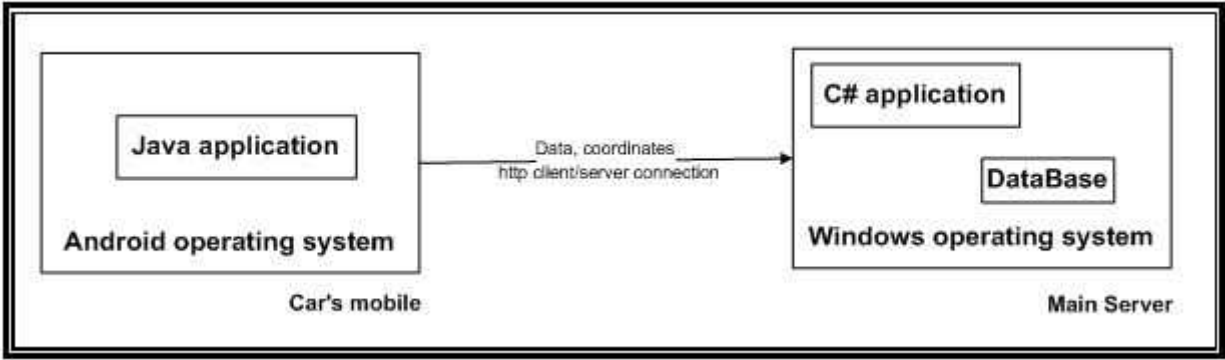 Java application
Android operating system
Car's mobile
Data, coordinates
http client/server connection
C# application
DataBase
Windows operating system
Main Server